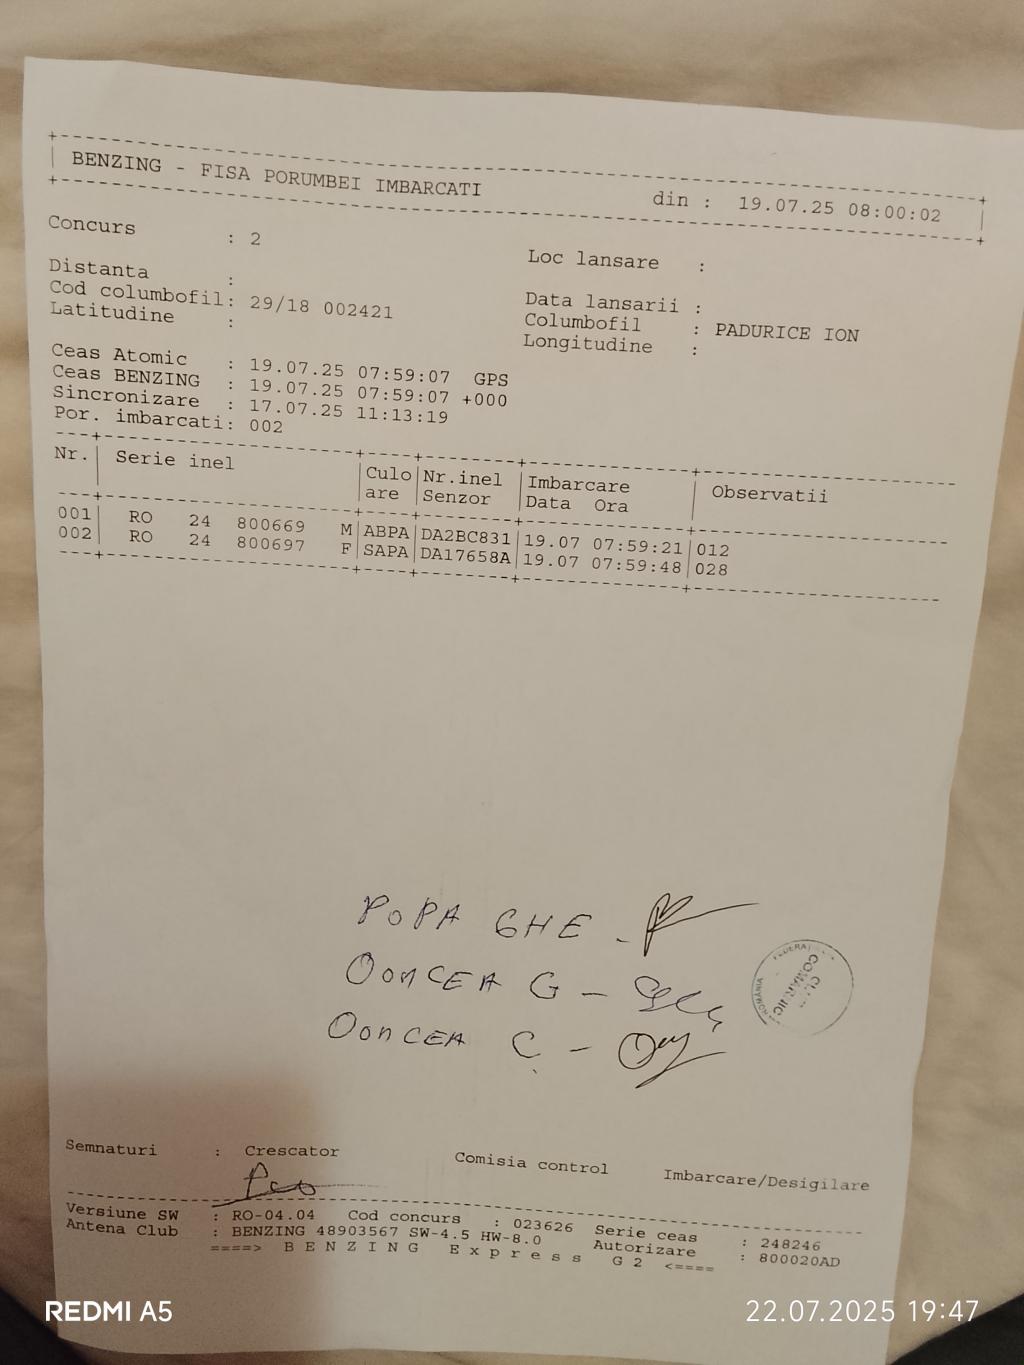 BENZING - FISA PORUMBEI IMBARCATI din : 19.07.25 08:00:02
Concurs : 2 Loc lansare :
Distanta : Data lansarii :
Cod columbofil: 29/18 002421 Columbofil : PADURICE ION
Latitudine : Longitudine :
Ceas Atomic : 19.07.25 07:59:07 GPS
Ceas BENZING : 19.07.25 07:59:07 +000
Sincronizare : 17.07.25 11:13:19
Por. imbarcati: 002
Nr. Serie inel Culo Nr.inel Imbarcare Observatii
are Senzor Data Ora
001 RO 24 800669 M ABPA DA2BC831 19.07 07:59:21 012
002 RO 24 800697 F SAPA DA17658A 19.07 07:59:48 028
POPA GHE -
OONCEA G -
OONCEA C -
FEDERATIA
ROMÂNIA
Semnaturi : Crescator Comisia control Imbarcare/Desigilare
Versiune SW : RO-04.04 Cod concurs : 023626 Serie ceas : 248246
Antena Club : BENZING 48903567 SW-4.5 HW-8.0 Autorizare : 800020AD
====> B E N Z I N G E x p r e s s G 2 <====
REDMI A5 22.07.2025 19:47